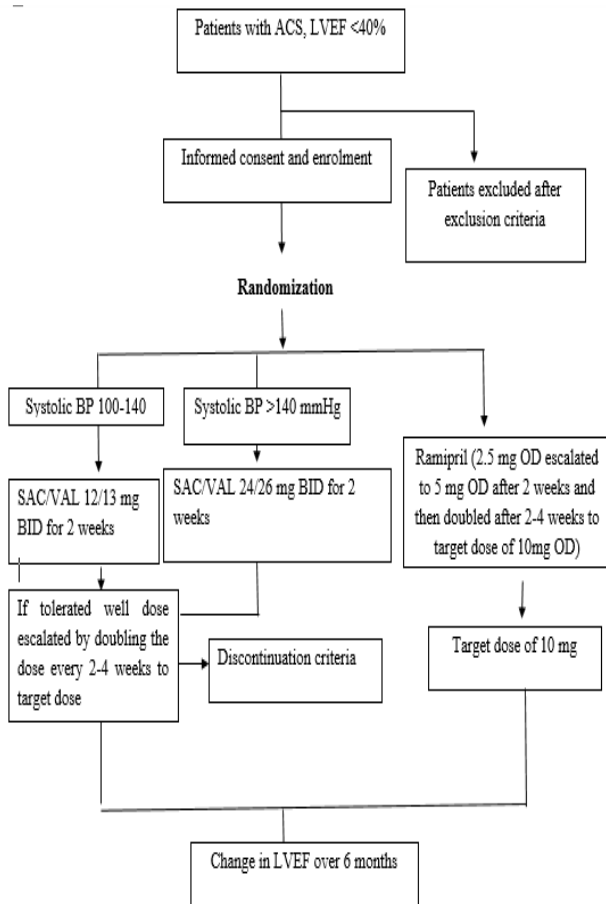 Patients with ACS, LVEF <40%
Informed consent and enrolment
Patients excluded after
exclusion criteria
Randomization
Systolic BP 100-140
Systolic BP >140 mmHg
SAC/VAL 12/13 mg
BID for 2 weeks
SAC/VAL 24/26 mg BID for 2
weeks
Ramipril (2.5 mg OD escalated
to 5 mg OD after 2 weeks and
then doubled after 2-4 weeks to
target dose of 10mg OD)
If tolerated well dose
escalated by doubling the
dose every 2-4 weeks to
target dose
Discontinuation criteria
Target dose of 10 mg
Change in LVEF over 6 months